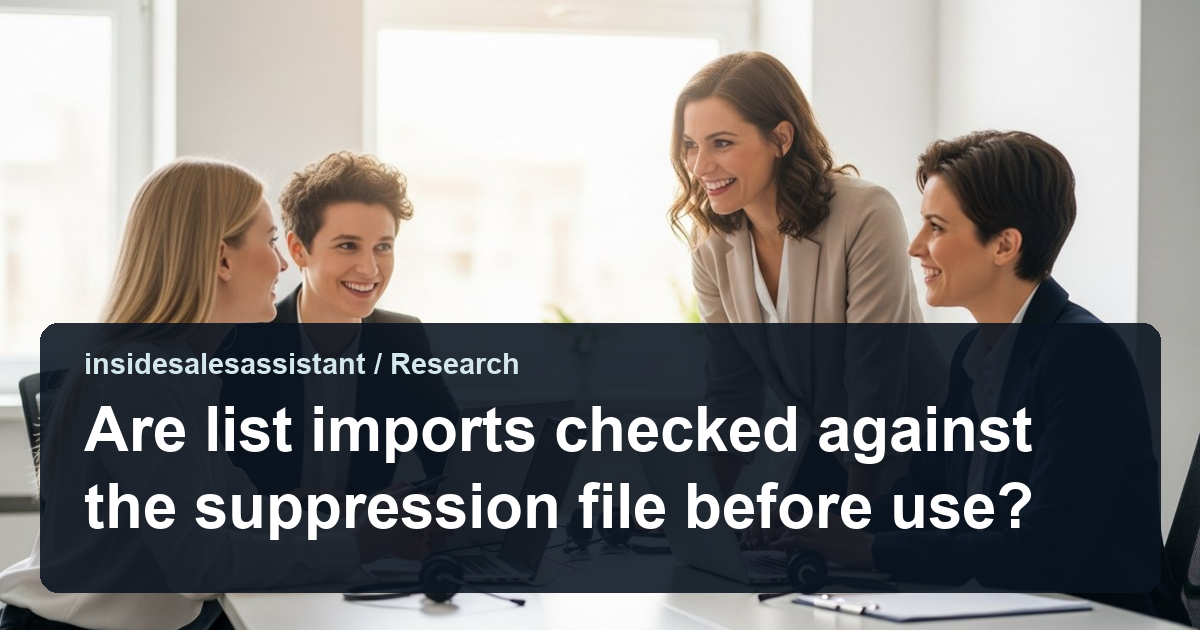 insidesalesassistant / Research
Are list imports checked against
the suppression file before use?